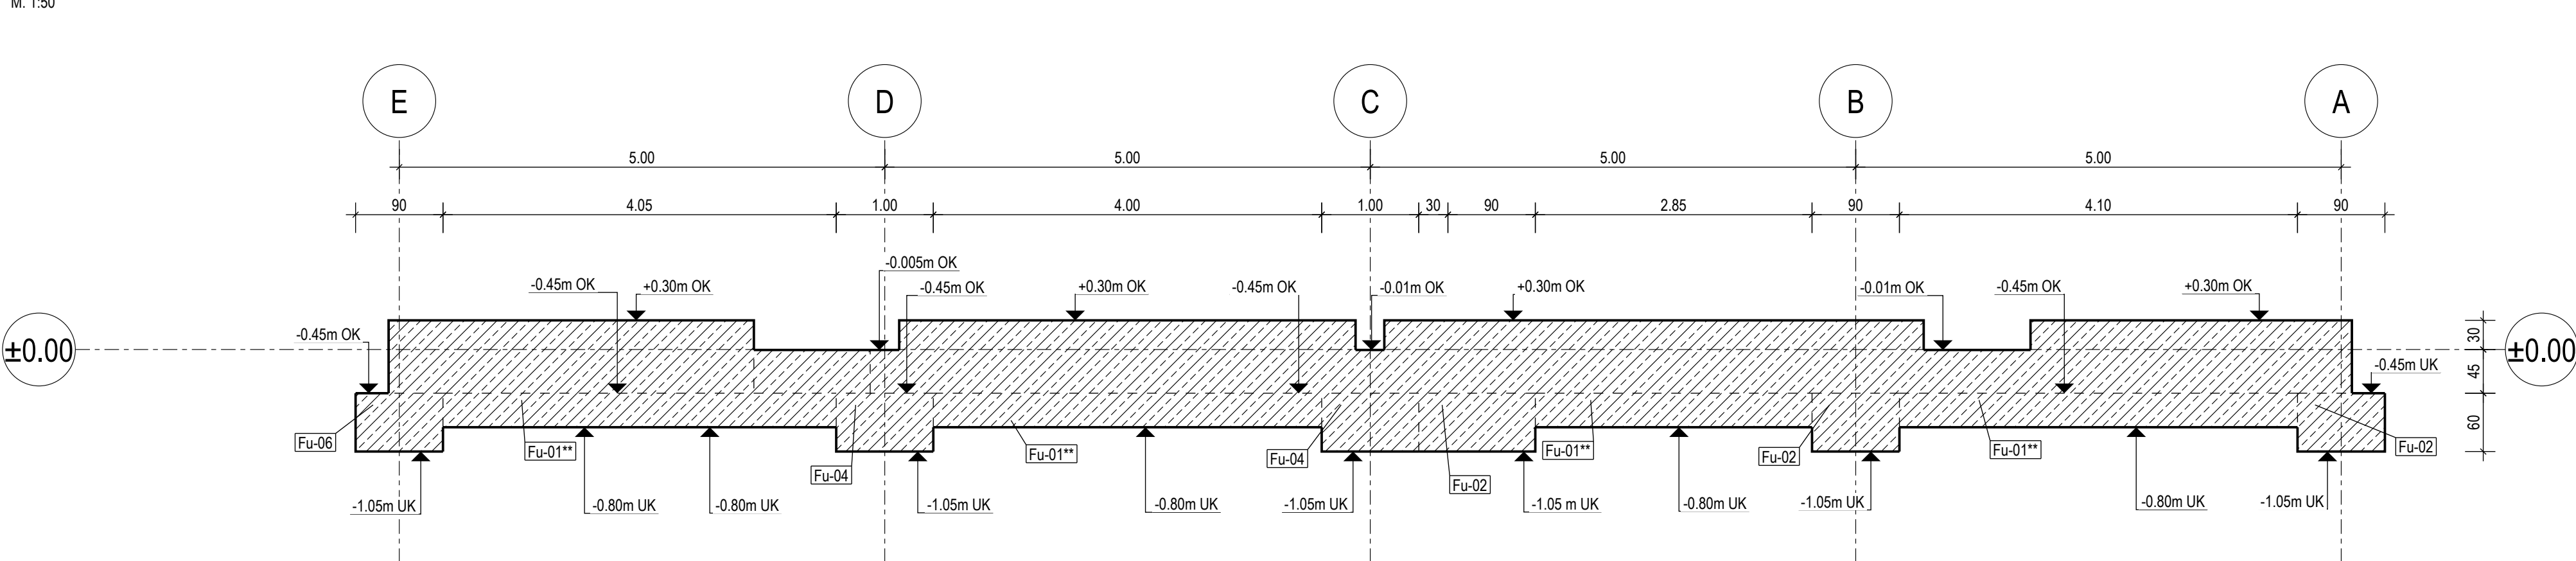 M. 1:50
E D C B A
5.00 5.00 5.00 5.00
90 4.05 1.00 4.00 1.00 30 90 2.85 90 4.10 90
-0.005m OK
-0.45m OK +0.30m OK -0.45m OK +0.30m OK -0.45m OK -0.01m OK +0.30m OK -0.01m OK -0.45m OK +0.30m OK
-0.45m OK
30
±0.00 ±0.00
-0.45m UK
45
60
Fu-06 Fu-01** Fu-04 Fu-01** Fu-04 Fu-02 Fu-01** Fu-02 Fu-01** Fu-02
-1.05m UK -0.80m UK -0.80m UK -1.05m UK -0.80m UK -1.05m UK -1.05 m UK -0.80m UK -1.05m UK -0.80m UK -1.05m UK